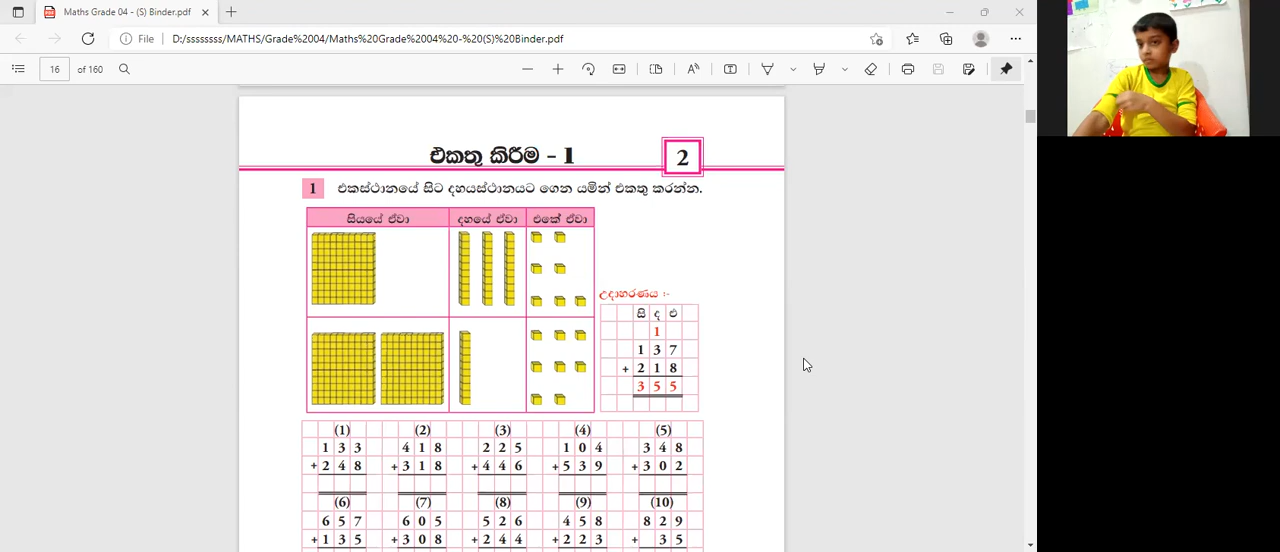 Maths Grade 04 - (S) Binder.pdf
File D:/ssssssss/MATHS/Grade%2004/Maths%20Grade%2004%20-%20(S)%20Binder.pdf
16 of 160
එකතු කිරීම - 1 2
1 එකස්ථානයේ සිට දහයස්ථානයට ගෙන යමින් එකතු කරන්න.
සියයේ ඒවා දහයේ ඒවා එකේ ඒවා
උදාහරණය :-
සි ද එ
1
1 3 7
+ 2 1 8
3 5 5
(1) (2) (3) (4) (5)
1 3 3 4 1 8 2 2 5 1 0 4 3 4 8
+ 2 4 8 + 3 1 8 + 4 4 6 + 5 3 9 + 3 0 2
(6) (7) (8) (9) (10)
6 5 7 6 0 5 5 2 6 4 5 8 8 2 9
+ 1 3 5 + 3 0 8 + 2 4 4 + 2 2 3 + 3 5